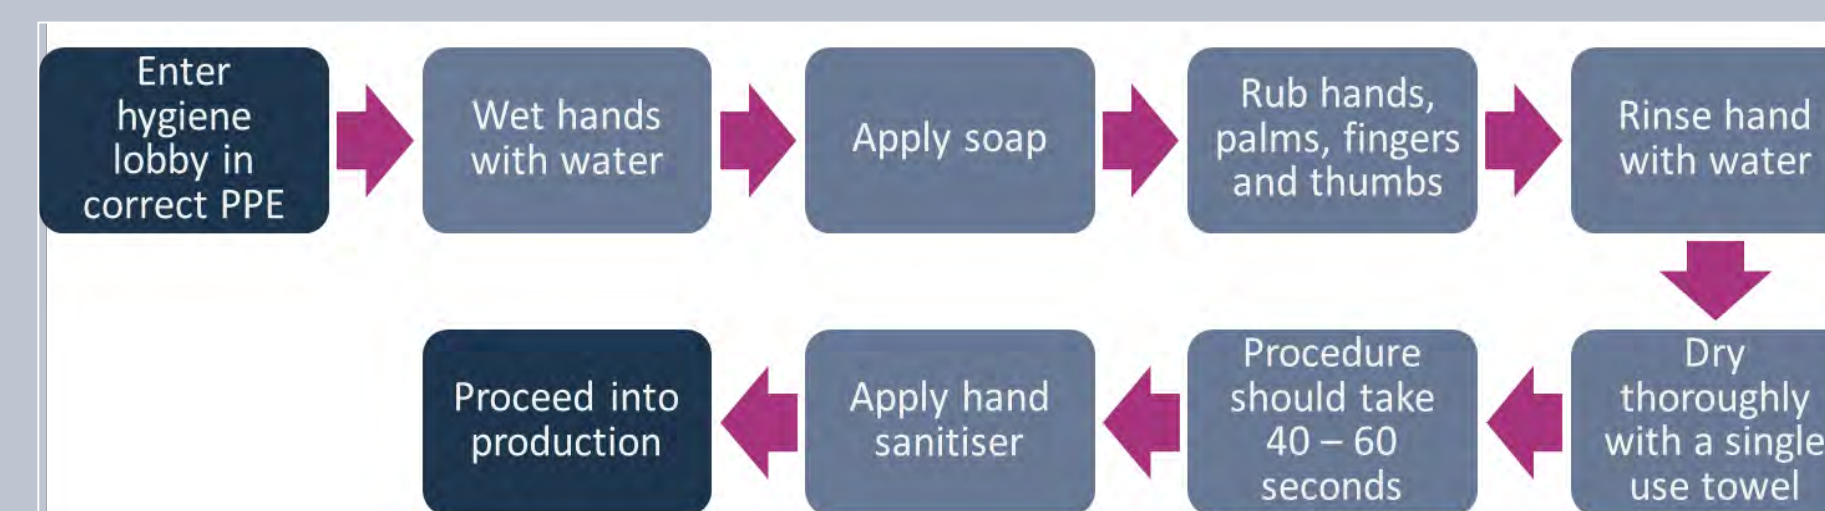 Enter
hygiene
lobby in
correct PPE
Wet hands
with water
Apply soap
Rub hands,
palms, fingers
and thumbs
Rinse hand
with water
Dry
thoroughly
with a single
use towel
Procedure
should take
40 – 60
seconds
Apply hand
sanitiser
Proceed into
production